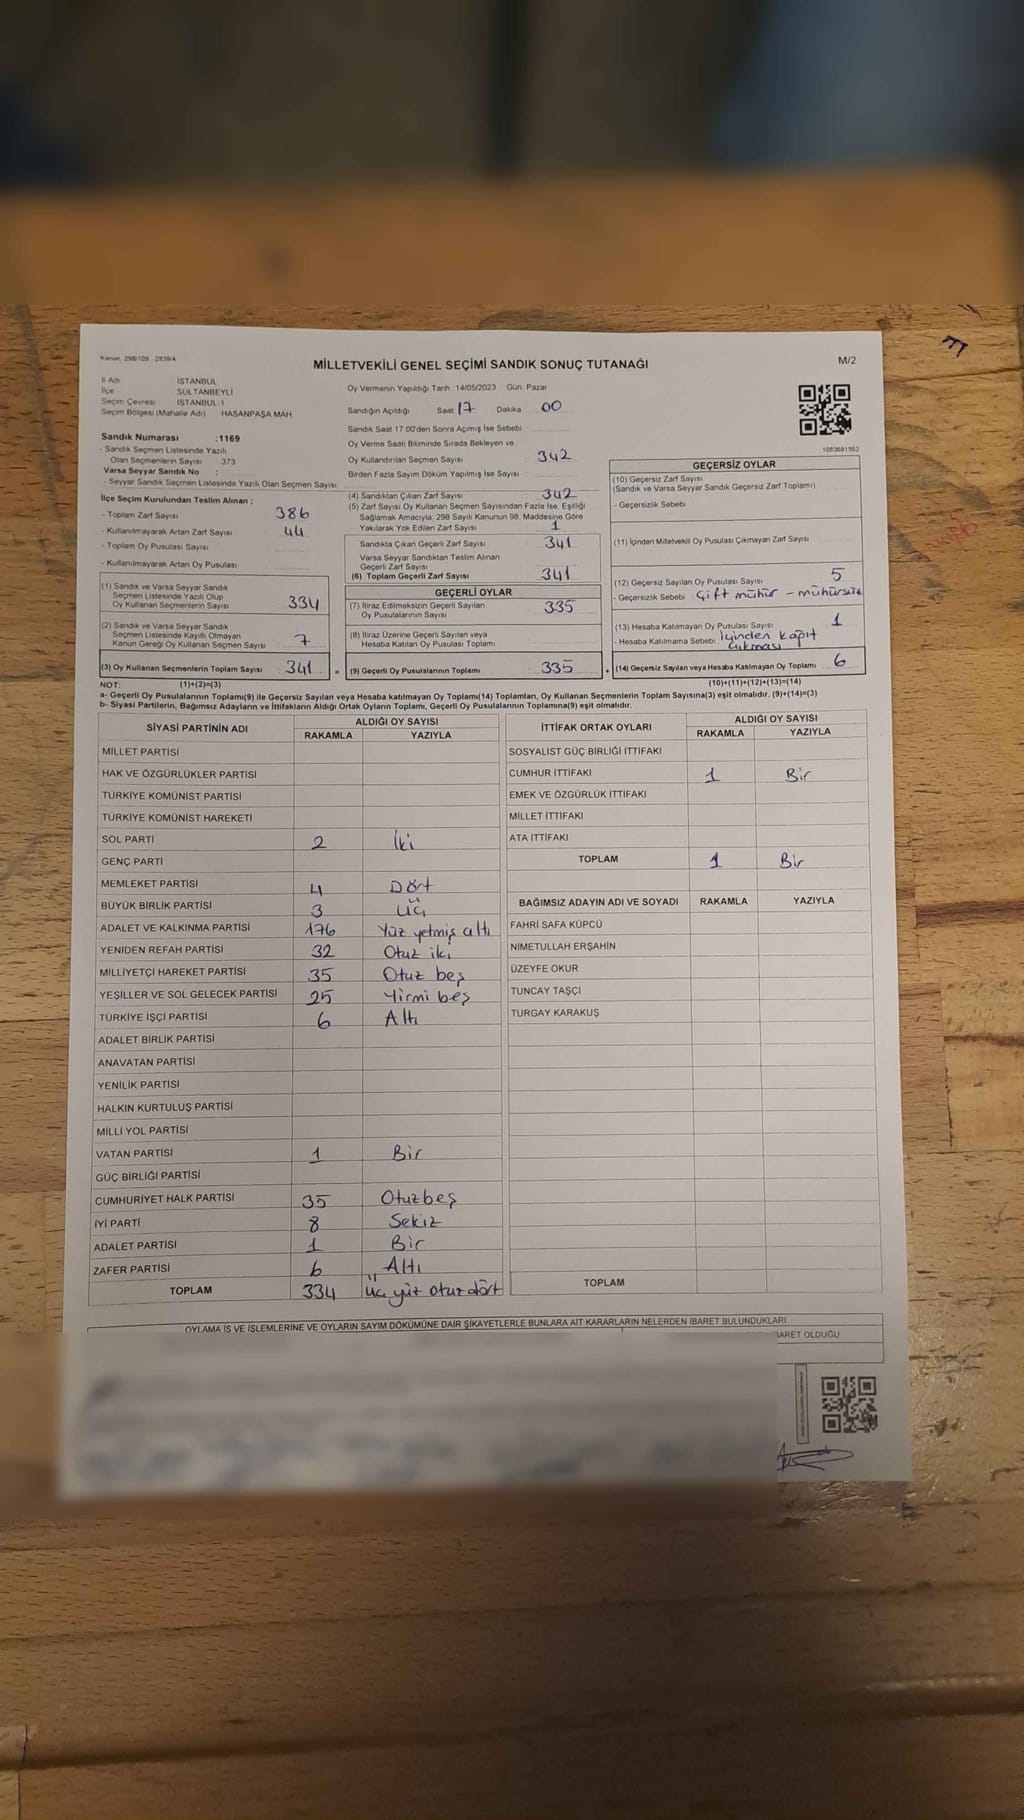 Kanun: 298/105 : 2839/4
MİLLETVEKİLİ GENEL SEÇİMİ SANDIK SONUÇ TUTANAĞI
M/2
İl Adı İSTANBUL
İlçe SULTANBEYLİ
Seçim Çevresi İSTANBUL-1
Seçim Bölgesi (Mahalle Adı) : HASANPAŞA MAH.
Sandık Numarası :1169
- Sandık Seçmen Listesinde Yazılı
Olan Seçmenlerin Sayısı 373
Varsa Seyyar Sandık No :
- Seyyar Sandık Seçmen Listesinde Yazılı Olan Seçmen Sayısı
İlçe Seçim Kurulundan Teslim Alınan ;
- Toplam Zarf Sayısı 386
- Kullanılmayarak Artan Zarf Sayısı 44
- Toplam Oy Pusulası Sayısı
- Kullanılmayarak Artan Oy Pusulası
(1) Sandık ve Varsa Seyyar Sandık
Seçmen Listesinde Yazılı Olup
Oy Kullanan Seçmenlerin Sayısı 334
(2) Sandık ve Varsa Seyyar Sandık
Seçmen Listesinde Kayıtlı Olmayan
Kanun Gereği Oy Kullanan Seçmen Sayısı 7
(3) Oy Kullanan Seçmenlerin Toplam Sayısı 341
Oy Vermenin Yapıldığı Tarih :14/05/2023 Gün: Pazar
Sandığın Açıldığı Saat 17 Dakika 00
Sandık Saat 17:00'den Sonra Açımış İse Sebebi
Oy Verme Saati Bitiminde Sırada Bekleyen ve
Oy Kullandırılan Seçmen Sayısı 342
Birden Fazla Sayım Döküm Yapılmış İse Sayısı :
(4) Sandıktan Çıkan Zarf Sayısı 342
(5) Zarf Sayısı Oy Kullanan Seçmen Sayısından Fazla İse, Eşitliği
Sağlamak Amacıyla, 298 Sayılı Kanunun 98. Maddesine Göre
Yakılarak Yok Edilen Zarf Sayısı 1
Sandıkta Çıkan Geçerli Zarf Sayısı 341
Varsa Seyyar Sandıktan Teslim Alınan
Geçerli Zarf Sayısı
(6) Toplam Geçerli Zarf Sayısı 341
GEÇERLİ OYLAR
(7) İtiraz Edilmeksizin Geçerli Sayılan
Oy Pusulalarının Sayısı 335
(8) İtiraz Üzerine Geçerli Sayılan veya
Hesaba Katılan Oy Pusulası Toplamı
= (9) Geçerli Oy Pusulalarının Toplamı 335
1083681502
GEÇERSİZ OYLAR
(10) Geçersiz Zarf Sayısı
(Sandık ve Varsa Seyyar Sandık Geçersiz Zarf Toplamı)
- Geçersizlik Sebebi
(11) İçinden Milletvekili Oy Pusulası Çıkmayan Zarf Sayısı
(12) Geçersiz Sayılan Oy Pusulası Sayısı 5
- Geçersizlik Sebebi Çift mühür - mühürsüz
(13) Hesaba Katılmayan Oy Pusulası Sayısı 1
- Hesaba Katılmama Sebebi İçinden kağıt
çıkması
+ (14) Geçersiz Sayılan veya Hesaba Katılmayan Oy Toplamı 6
NOT: (1)+(2)=(3) (10)+(11)+(12)+(13)=(14)
a- Geçerli Oy Pusulalarının Toplamı(9) ile Geçersiz Sayılan veya Hesaba katılmayan Oy Toplamı(14) Toplamları, Oy Kullanan Seçmenlerin Toplam Sayısına(3) eşit olmalıdır. (9)+(14)=(3)
b- Siyasi Partilerin, Bağımsız Adayların ve İttifakların Aldığı Ortak Oyların Toplamı, Geçerli Oy Pusulalarının Toplamına(9) eşit olmalıdır.
SİYASİ PARTİNİN ADI ALDIĞI OY SAYISI
RAKAMLA YAZIYLA
MİLLET PARTİSİ
HAK VE ÖZGÜRLÜKLER PARTİSİ
TÜRKİYE KOMÜNİST PARTİSİ
TÜRKİYE KOMÜNİST HAREKETİ
SOL PARTİ 2 İki
GENÇ PARTİ
MEMLEKET PARTİSİ 4 Dört
BÜYÜK BİRLİK PARTİSİ 3 Üç
ADALET VE KALKINMA PARTİSİ 176 Yüz yetmiş altı
YENİDEN REFAH PARTİSİ 32 Otuz iki
MİLLİYETÇİ HAREKET PARTİSİ 35 Otuz beş
YEŞİLLER VE SOL GELECEK PARTİSİ 25 Yirmi beş
TÜRKİYE İŞÇİ PARTİSİ 6 Altı
ADALET BİRLİK PARTİSİ
ANAVATAN PARTİSİ
YENİLİK PARTİSİ
HALKIN KURTULUŞ PARTİSİ
MİLLİ YOL PARTİSİ
VATAN PARTİSİ 1 Bir
GÜÇ BİRLİĞİ PARTİSİ
CUMHURİYET HALK PARTİSİ 35 Otuzbeş
İYİ PARTİ 8 Sekiz
ADALET PARTİSİ 1 Bir
ZAFER PARTİSİ 6 Altı
TOPLAM 334 Üç yüz otuz dört
İTTİFAK ORTAK OYLARI ALDIĞI OY SAYISI
RAKAMLA YAZIYLA
SOSYALİST GÜÇ BİRLİĞİ İTTİFAKI
CUMHUR İTTİFAKI 1 Bir
EMEK VE ÖZGÜRLÜK İTTİFAKI
MİLLET İTTİFAKI
ATA İTTİFAKI
TOPLAM 1 Bir
BAĞIMSIZ ADAYIN ADI VE SOYADI RAKAMLA YAZIYLA
FAHRİ SAFA KÜPCÜ
NİMETULLAH ERŞAHİN
ÜZEYFE OKUR
TUNCAY TAŞÇI
TURGAY KARAKUŞ
TOPLAM
OYLAMA İŞ VE İŞLEMLERİNE VE OYLARIN SAYIM DÖKÜMÜNE DAİR ŞİKAYETLERLE BUNLARA AİT KARARLARIN NELERDEN İBARET BULUNDUKLARI
İBARET OLDUĞU